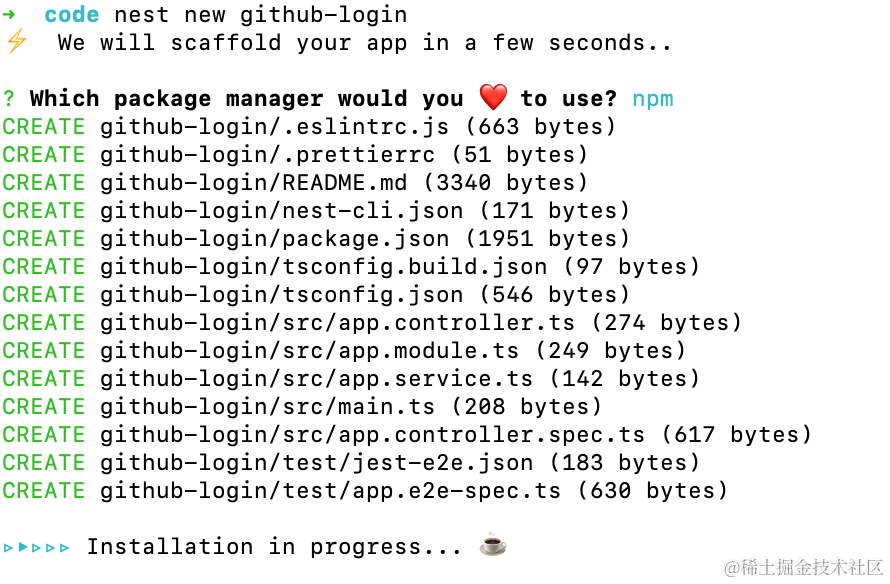 ➜  code nest new github-login
⚡  We will scaffold your app in a few seconds..
? Which package manager would you ❤️ to use? npm
CREATE github-login/.eslintrc.js (663 bytes)
CREATE github-login/.prettierrc (51 bytes)
CREATE github-login/README.md (3340 bytes)
CREATE github-login/nest-cli.json (171 bytes)
CREATE github-login/package.json (1951 bytes)
CREATE github-login/tsconfig.build.json (97 bytes)
CREATE github-login/tsconfig.json (546 bytes)
CREATE github-login/src/app.controller.ts (274 bytes)
CREATE github-login/src/app.module.ts (249 bytes)
CREATE github-login/src/app.service.ts (142 bytes)
CREATE github-login/src/main.ts (208 bytes)
CREATE github-login/src/app.controller.spec.ts (617 bytes)
CREATE github-login/test/jest-e2e.json (183 bytes)
CREATE github-login/test/app.e2e-spec.ts (630 bytes)
▹▸▹▹▹ Installation in progress... ☕
@稀土掘金技术社区